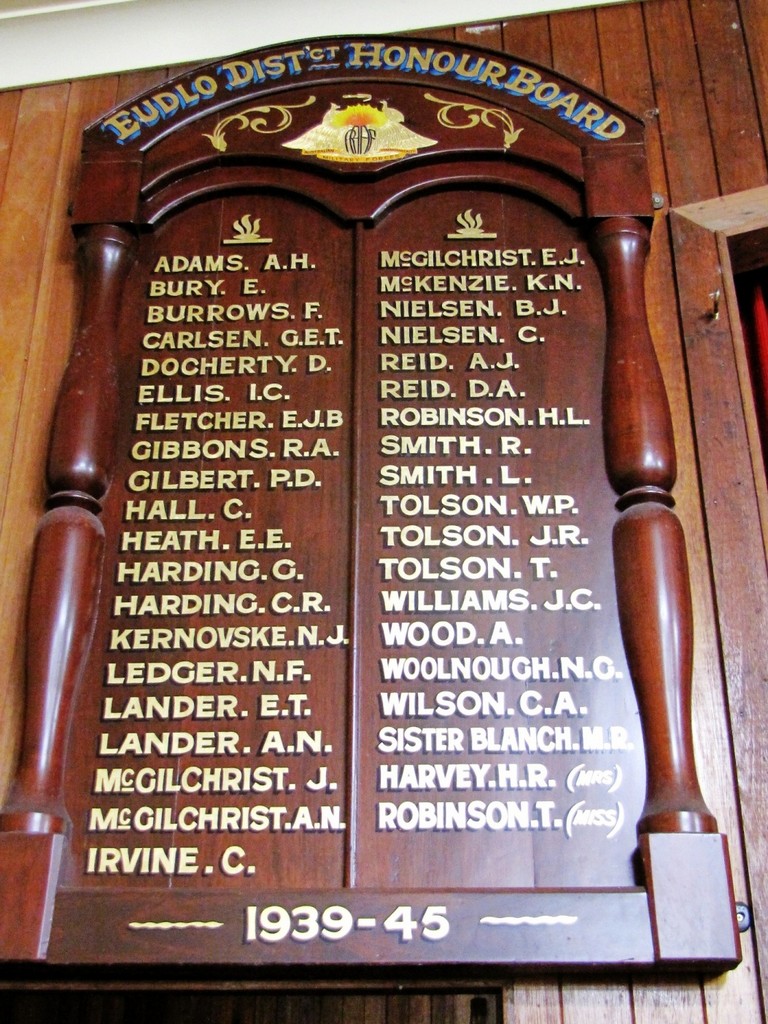 EUDLO DIST'CT HONOUR BOARD
MILITARY FORCES
ADAMS. A.H.
BURY. E.
BURROWS. F.
CARLSEN. G.E.T.
DOCHERTY. D.
ELLIS. I.C.
FLETCHER. E.J.B
GIBBONS. R.A.
GILBERT. P.D.
HALL. C.
HEATH. E.E.
HARDING. G.
HARDING. C.R.
KERNOVSKE. N.J.
LEDGER. N.F.
LANDER. E.T.
LANDER. A.N.
McGILCHRIST. J.
McGILCHRIST. A.N.
IRVINE. C.
McGILCHRIST. E.J.
McKENZIE. K.N.
NIELSEN. B.J.
NIELSEN. C.
REID. A.J.
REID. D.A.
ROBINSON. H.L.
SMITH. R.
SMITH. L.
TOLSON. W.P.
TOLSON. J.R.
TOLSON. T.
WILLIAMS. J.C.
WOOD. A.
WOOLNOUGH. N.G.
WILSON. C.A.
SISTER BLANCH. M.R.
HARVEY. H.R. (MRS)
ROBINSON. T. (MISS)
1939-45